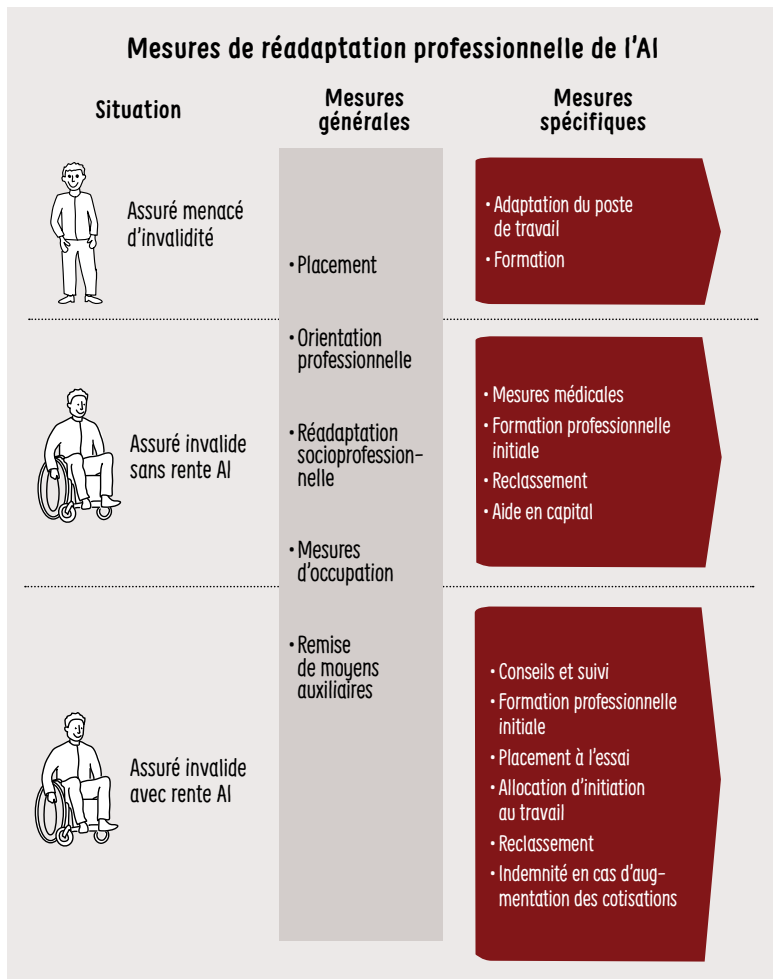 Mesures de réadaptation professionnelle de l'AI
Situation
Mesures
générales
Mesures
spécifiques
Assuré menacé
d'invalidité
• Adaptation du poste
de travail
• Formation
• Placement
• Orientation
professionnelle
• Réadaptation
socioprofession-
nelle
• Mesures
d'occupation
• Remise
de moyens
auxiliaires
Assuré invalide
sans rente AI
• Mesures médicales
• Formation professionnelle
initiale
• Reclassement
• Aide en capital
Assuré invalide
avec rente AI
• Conseils et suivi
• Formation professionnelle
initiale
• Placement à l'essai
• Allocation d'initiation
au travail
• Reclassement
• Indemnité en cas d'aug-
mentation des cotisations